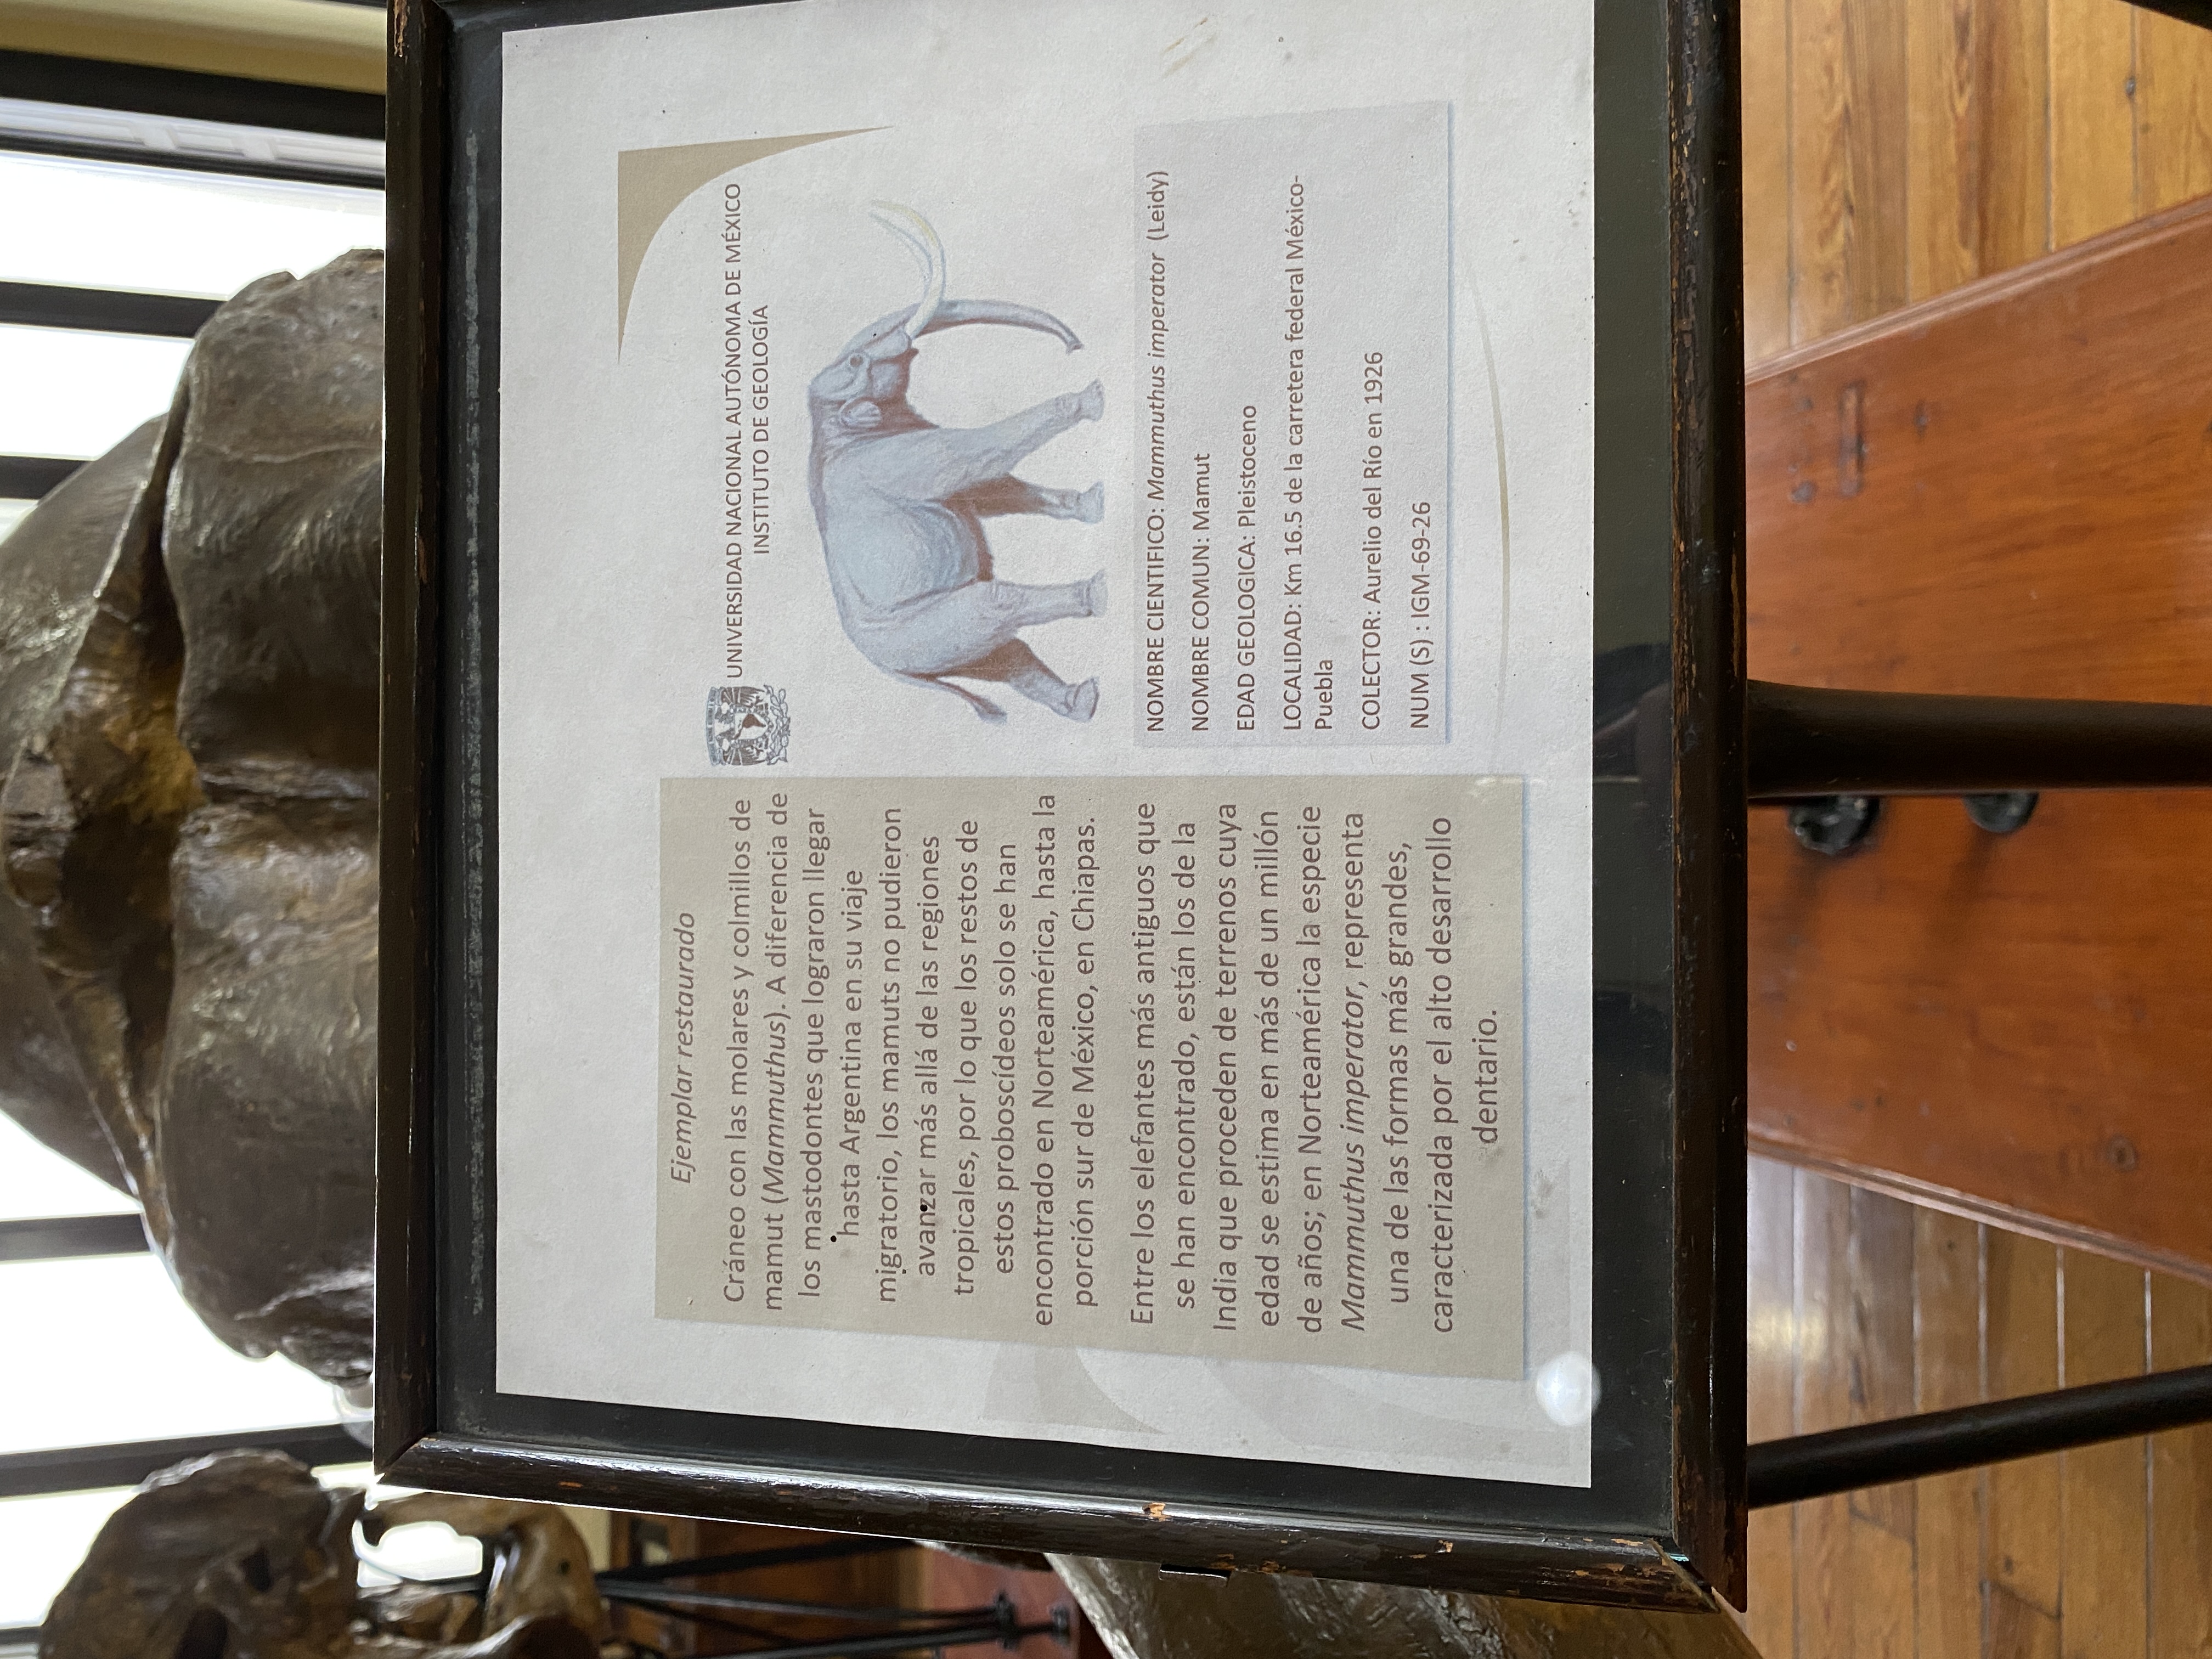 Ejemplar restaurado
Cráneo con las molares y colmillos de
mamut (Mammuthus). A diferencia de
los mastodontes que lograron llegar
hasta Argentina en su viaje
migratorio, los mamuts no pudieron
avanzar más allá de las regiones
tropicales, por lo que los restos de
estos proboscídeos solo se han
encontrado en Norteamérica, hasta la
porción sur de México, en Chiapas.
Entre los elefantes más antiguos que
se han encontrado, están los de la
India que proceden de terrenos cuya
edad se estima en más de un millón
de años; en Norteamérica la especie
Mammuthus imperator, representa
una de las formas más grandes,
caracterizada por el alto desarrollo
dentario.
UNIVERSIDAD NACIONAL AUTÓNOMA DE MÉXICO
INSTITUTO DE GEOLOGÍA
NOMBRE CIENTIFICO: Mammuthus imperator (Leidy)
NOMBRE COMUN: Mamut
EDAD GEOLOGICA: Pleistoceno
LOCALIDAD: Km 16.5 de la carretera federal México-
Puebla
COLECTOR: Aurelio del Río en 1926
NUM (S) : IGM-69-26